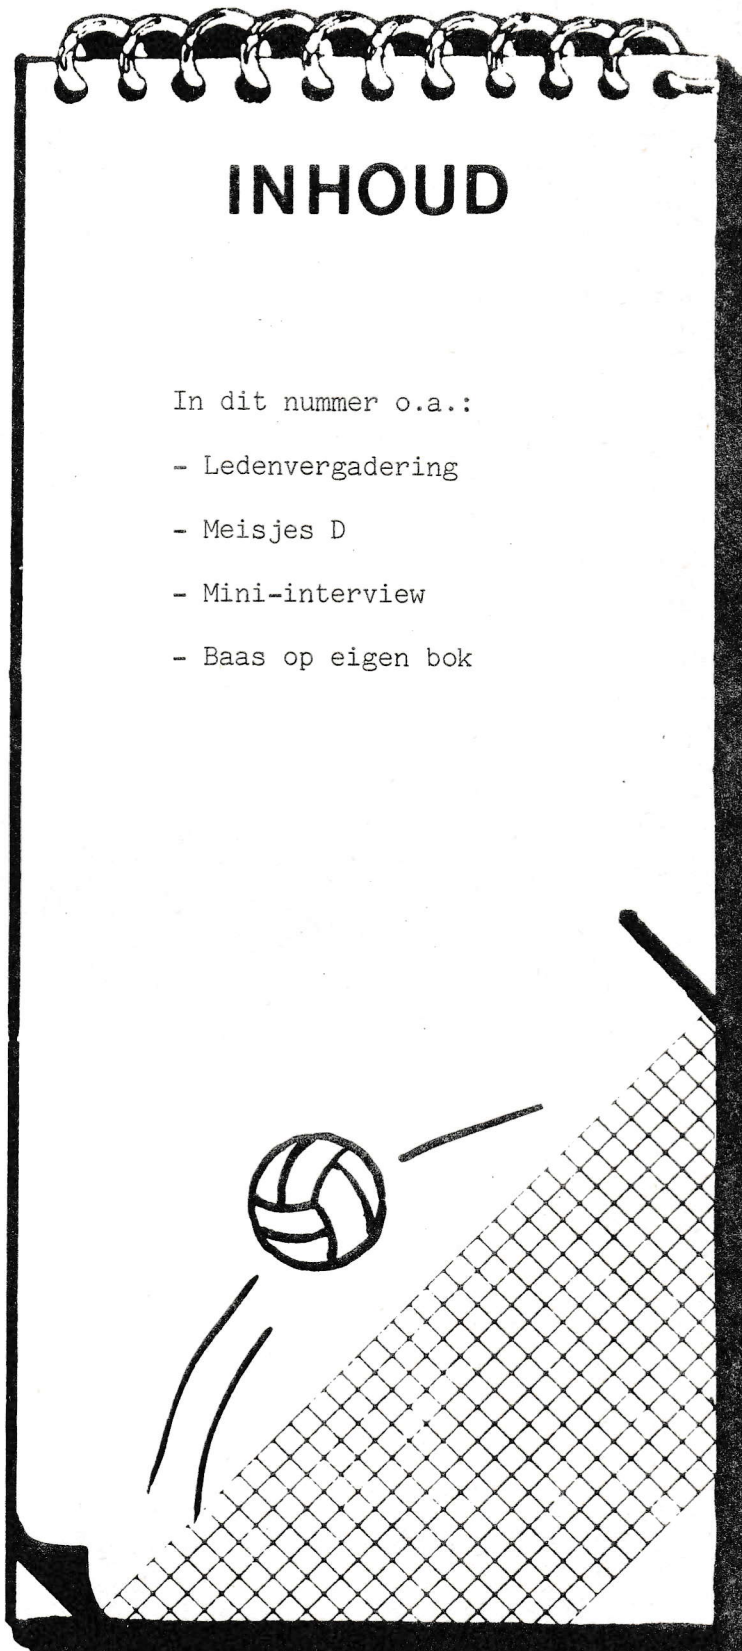 INHOUD
In dit nummer o.a.:
- Ledenvergadering
- Meisjes D
- Mini-interview
- Baas op eigen bok